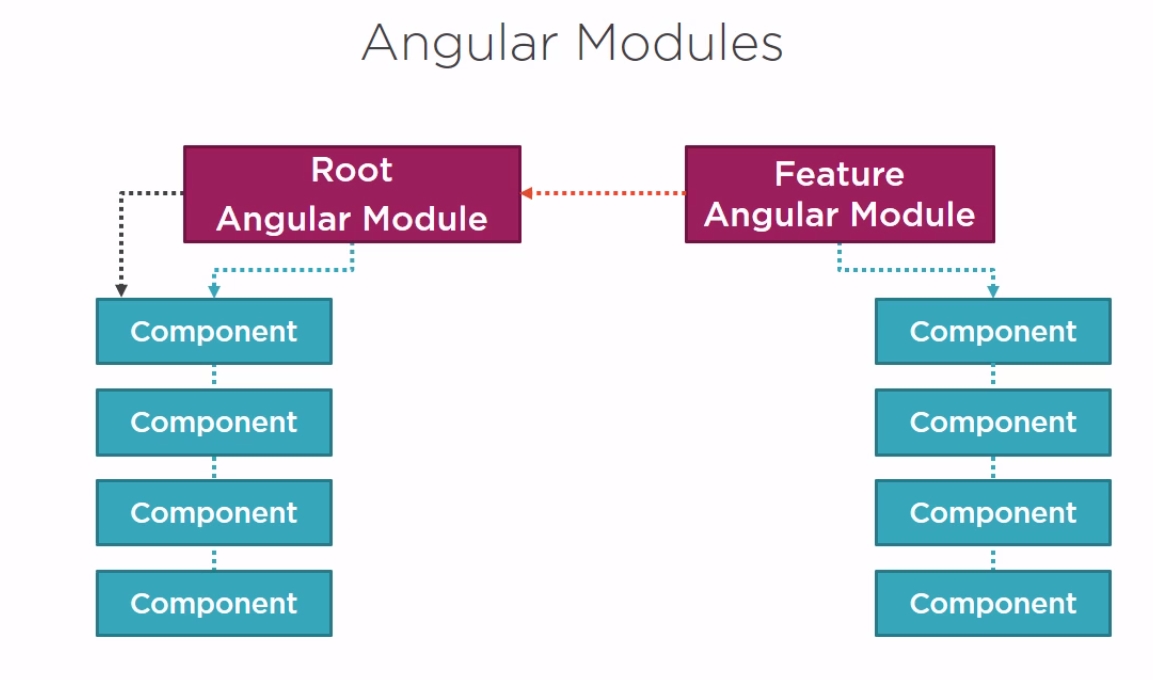 Angular Modules
Root
Angular Module
Feature
Angular Module
Component
Component
Component
Component
Component
Component
Component
Component